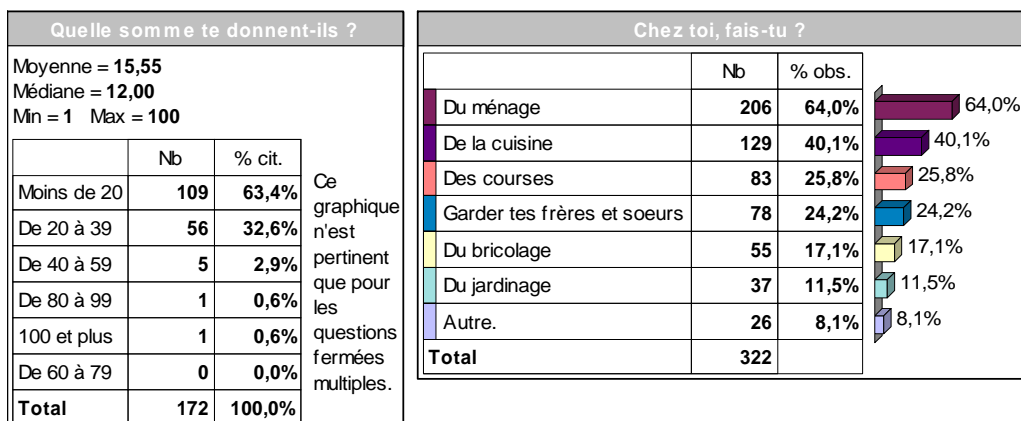 Quelle somme te donnent-ils ?
Moyenne = 15,55
Médiane = 12,00
Min = 1 Max = 100
Nb % cit.
Moins de 20 109 63,4%
De 20 à 39 56 32,6%
De 40 à 59 5 2,9%
De 80 à 99 1 0,6%
100 et plus 1 0,6%
De 60 à 79 0 0,0%
Total 172 100,0%
Ce
graphique
n'est
pertinent
que pour
les
questions
fermées
multiples.
Chez toi, fais-tu ?
Nb % obs.
Du ménage 206 64,0% 64,0%
De la cuisine 129 40,1% 40,1%
Des courses 83 25,8% 25,8%
Garder tes frères et soeurs 78 24,2% 24,2%
Du bricolage 55 17,1% 17,1%
Du jardinage 37 11,5% 11,5%
Autre. 26 8,1% 8,1%
Total 322